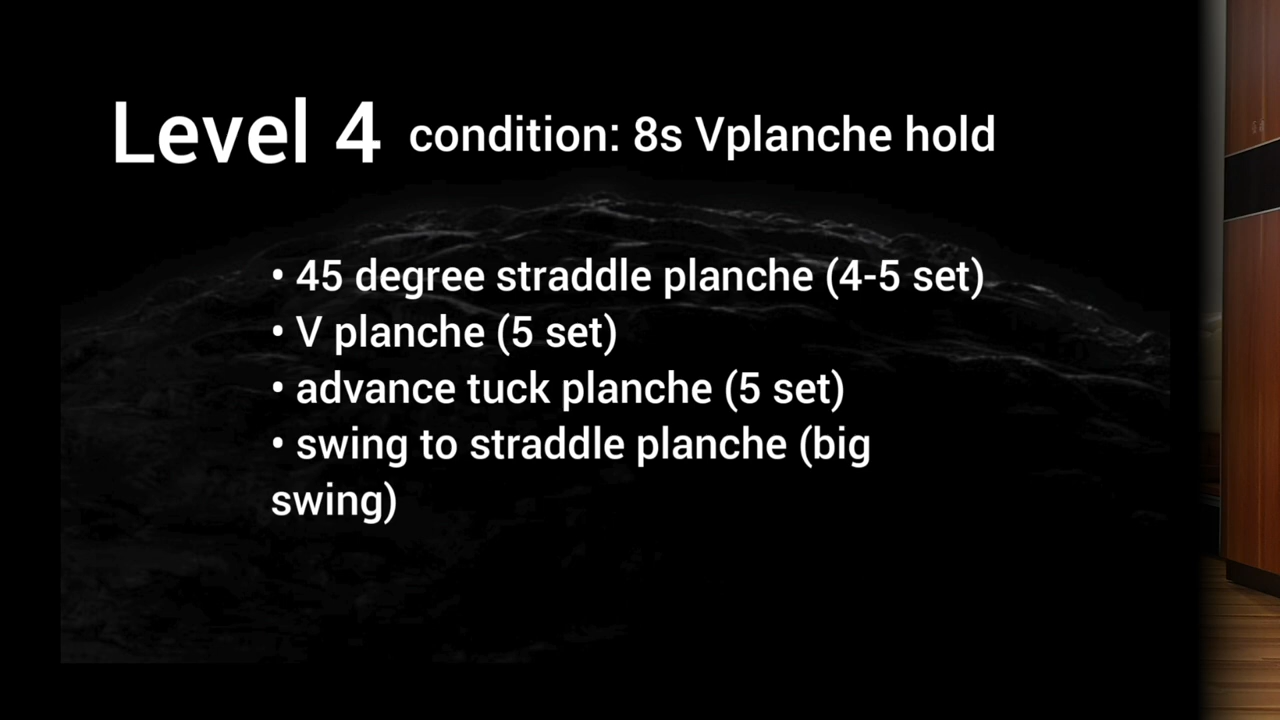 Level 4 condition: 8s Vplanche hold
• 45 degree straddle planche (4-5 set)
• V planche (5 set)
• advance tuck planche (5 set)
• swing to straddle planche (big
swing)